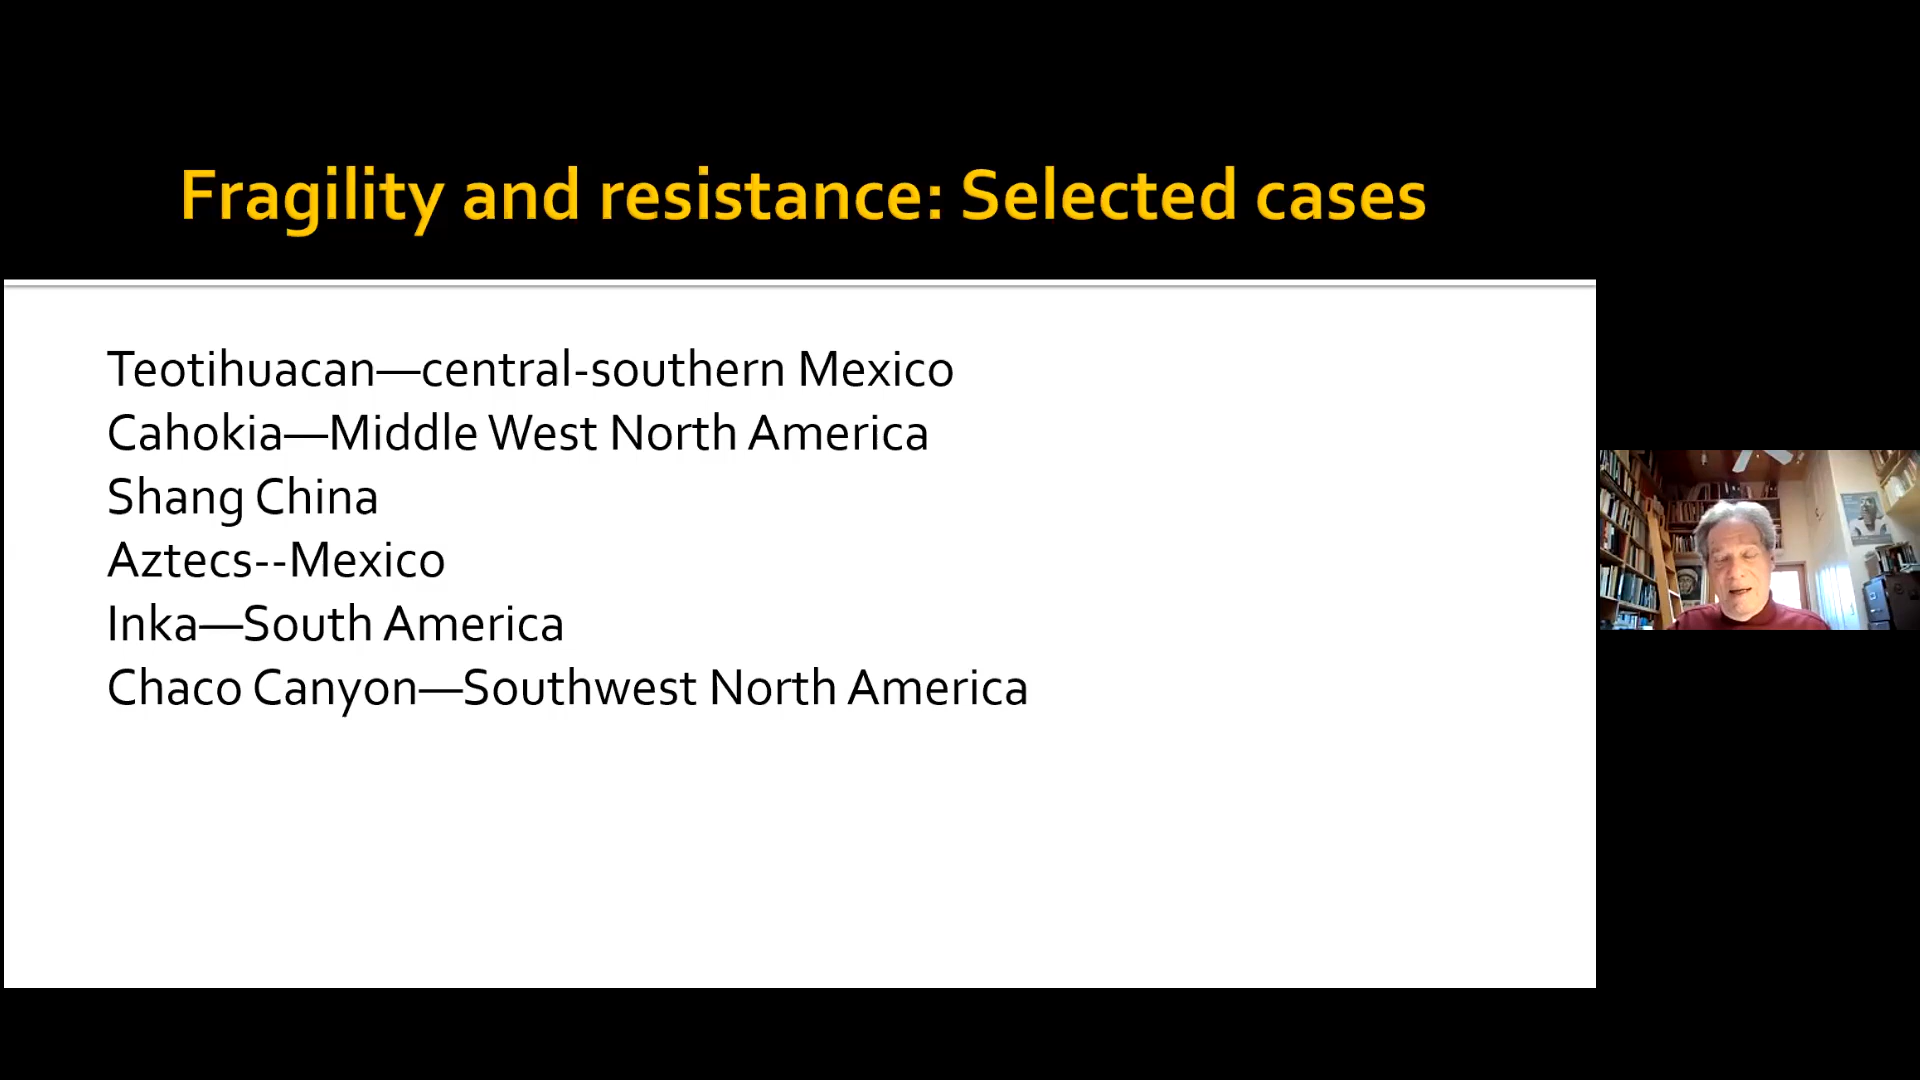 Fragility and resistance: Selected cases
Teotihuacan—central-southern Mexico
Cahokia—Middle West North America
Shang China
Aztecs--Mexico
Inka—South America
Chaco Canyon—Southwest North America